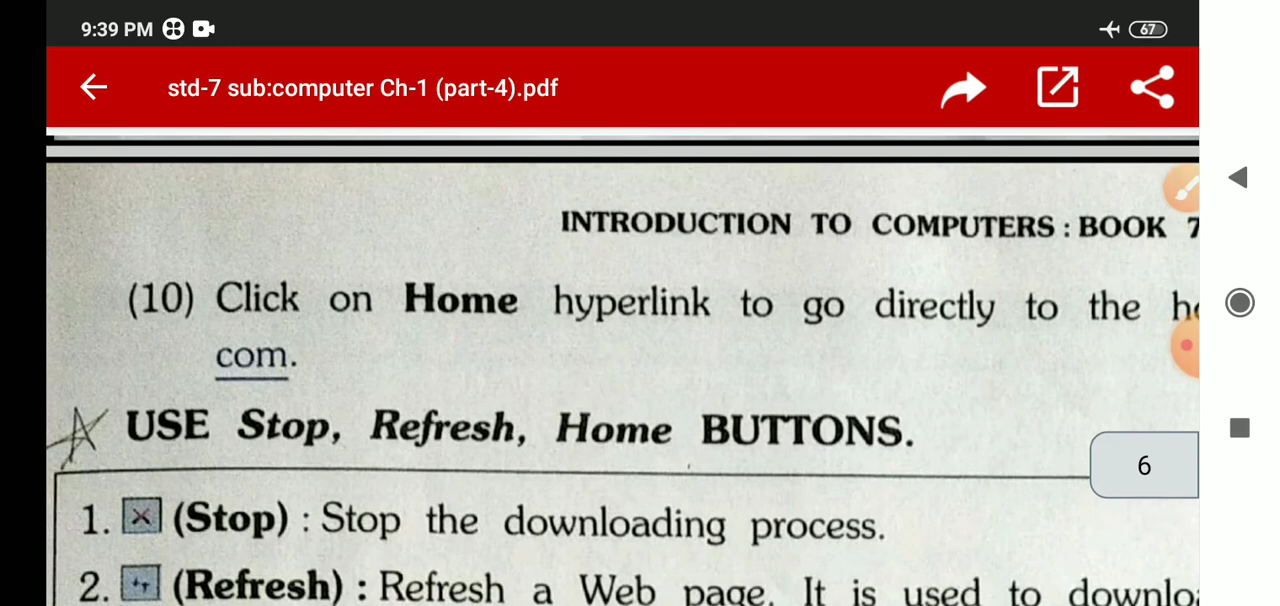 9:39 PM 67
std-7 sub:computer Ch-1 (part-4).pdf
INTRODUCTION TO COMPUTERS : BOOK 7
(10) Click on Home hyperlink to go directly to the
com.
USE Stop, Refresh, Home BUTTONS.
6
1. (Stop) : Stop the downloading process.
2. (Refresh) : Refresh a Web page. It is used to